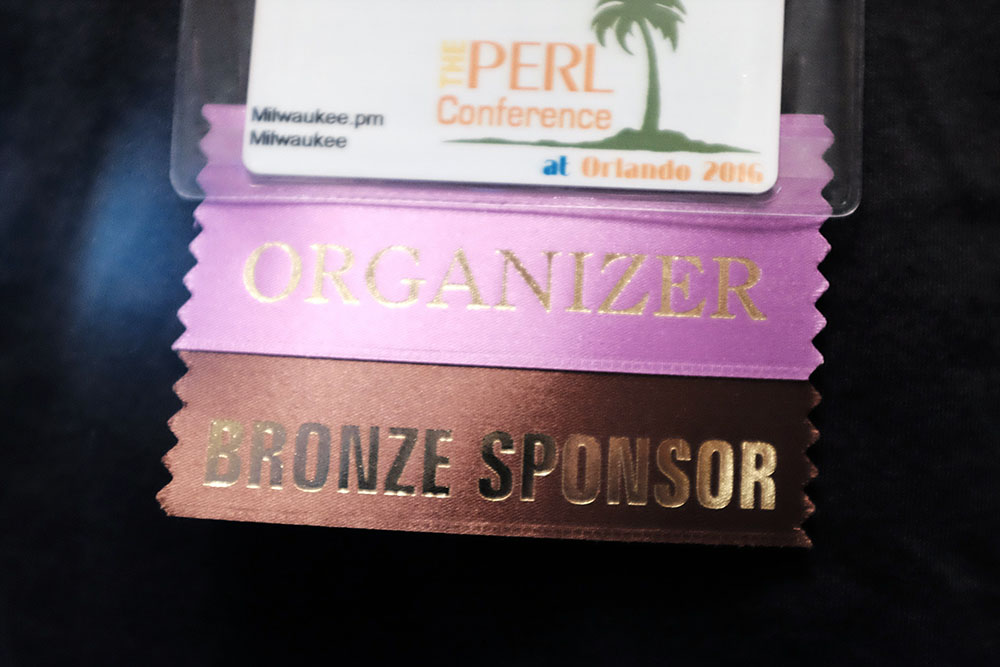 THE PERL
Conference
Milwaukee.pm
Milwaukee
at Orlando 2016
ORGANIZER
BRONZE SPONSOR